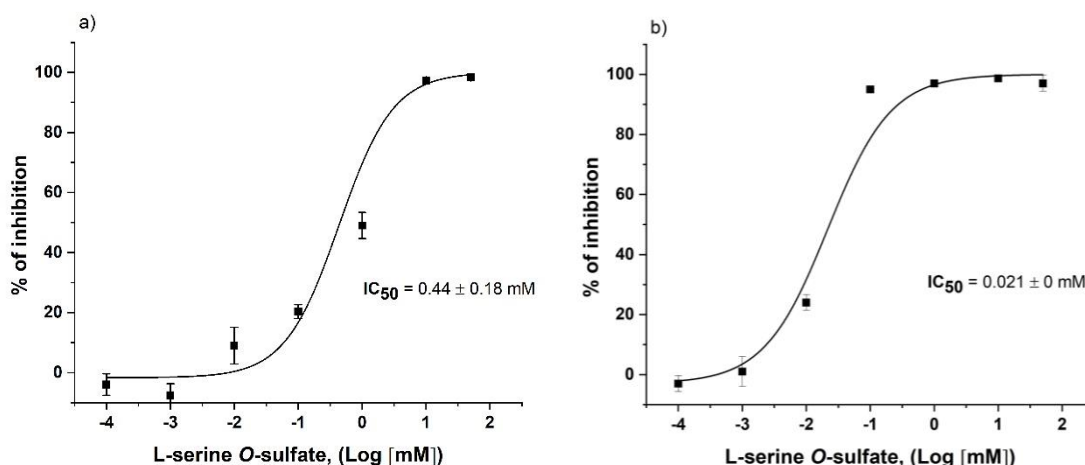 a)
% of inhibition
100
80
60
40
20
0
IC50 = 0.44 ± 0.18 mM
-4 -3 -2 -1 0 1 2
L-serine O-sulfate, (Log [mM])
b)
% of inhibition
100
80
60
40
20
0
IC50 = 0.021 ± 0 mM
-4 -3 -2 -1 0 1 2
L-serine O-sulfate, (Log [mM])